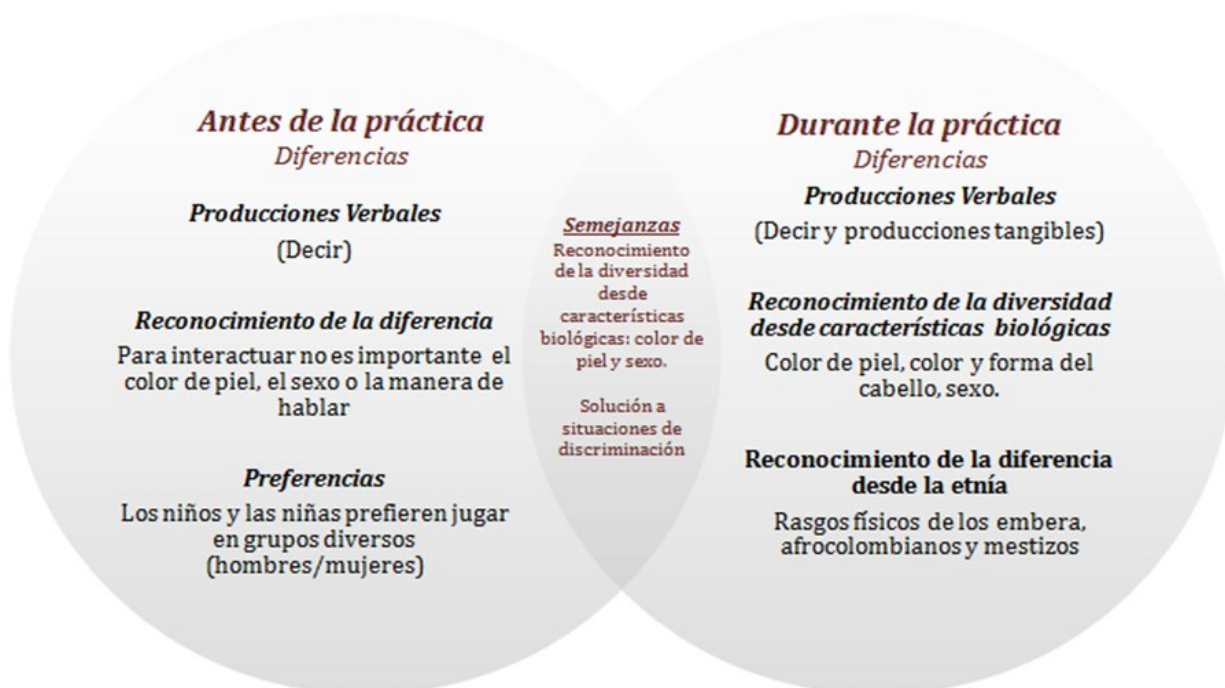 Antes de la práctica
Diferencias
Producciones Verbales
(Decir)
Reconocimiento de la diferencia
Para interactuar no es importante el
color de piel, el sexo o la manera de
hablar
Preferencias
Los niños y las niñas prefieren jugar
en grupos diversos
(hombres/mujeres)
Semejanzas
Reconocimiento
de la diversidad
desde
características
biológicas: color de
piel y sexo.
Solución a
situaciones de
discriminación
Durante la práctica
Diferencias
Producciones Verbales
(Decir y producciones tangibles)
Reconocimiento de la diversidad
desde características biológicas
Color de piel, color y forma del
cabello, sexo.
Reconocimiento de la diferencia
desde la etnía
Rasgos físicos de los embera,
afrocolombianos y mestizos